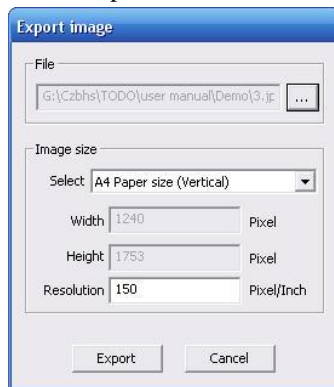 Export image
File
G:\Czbhs\TODO\user manual\Demo\3.jp
...
Image size
Select A4 Paper size (Vertical)
Width 1240 Pixel
Height 1753 Pixel
Resolution 150 Pixel/Inch
Export Cancel